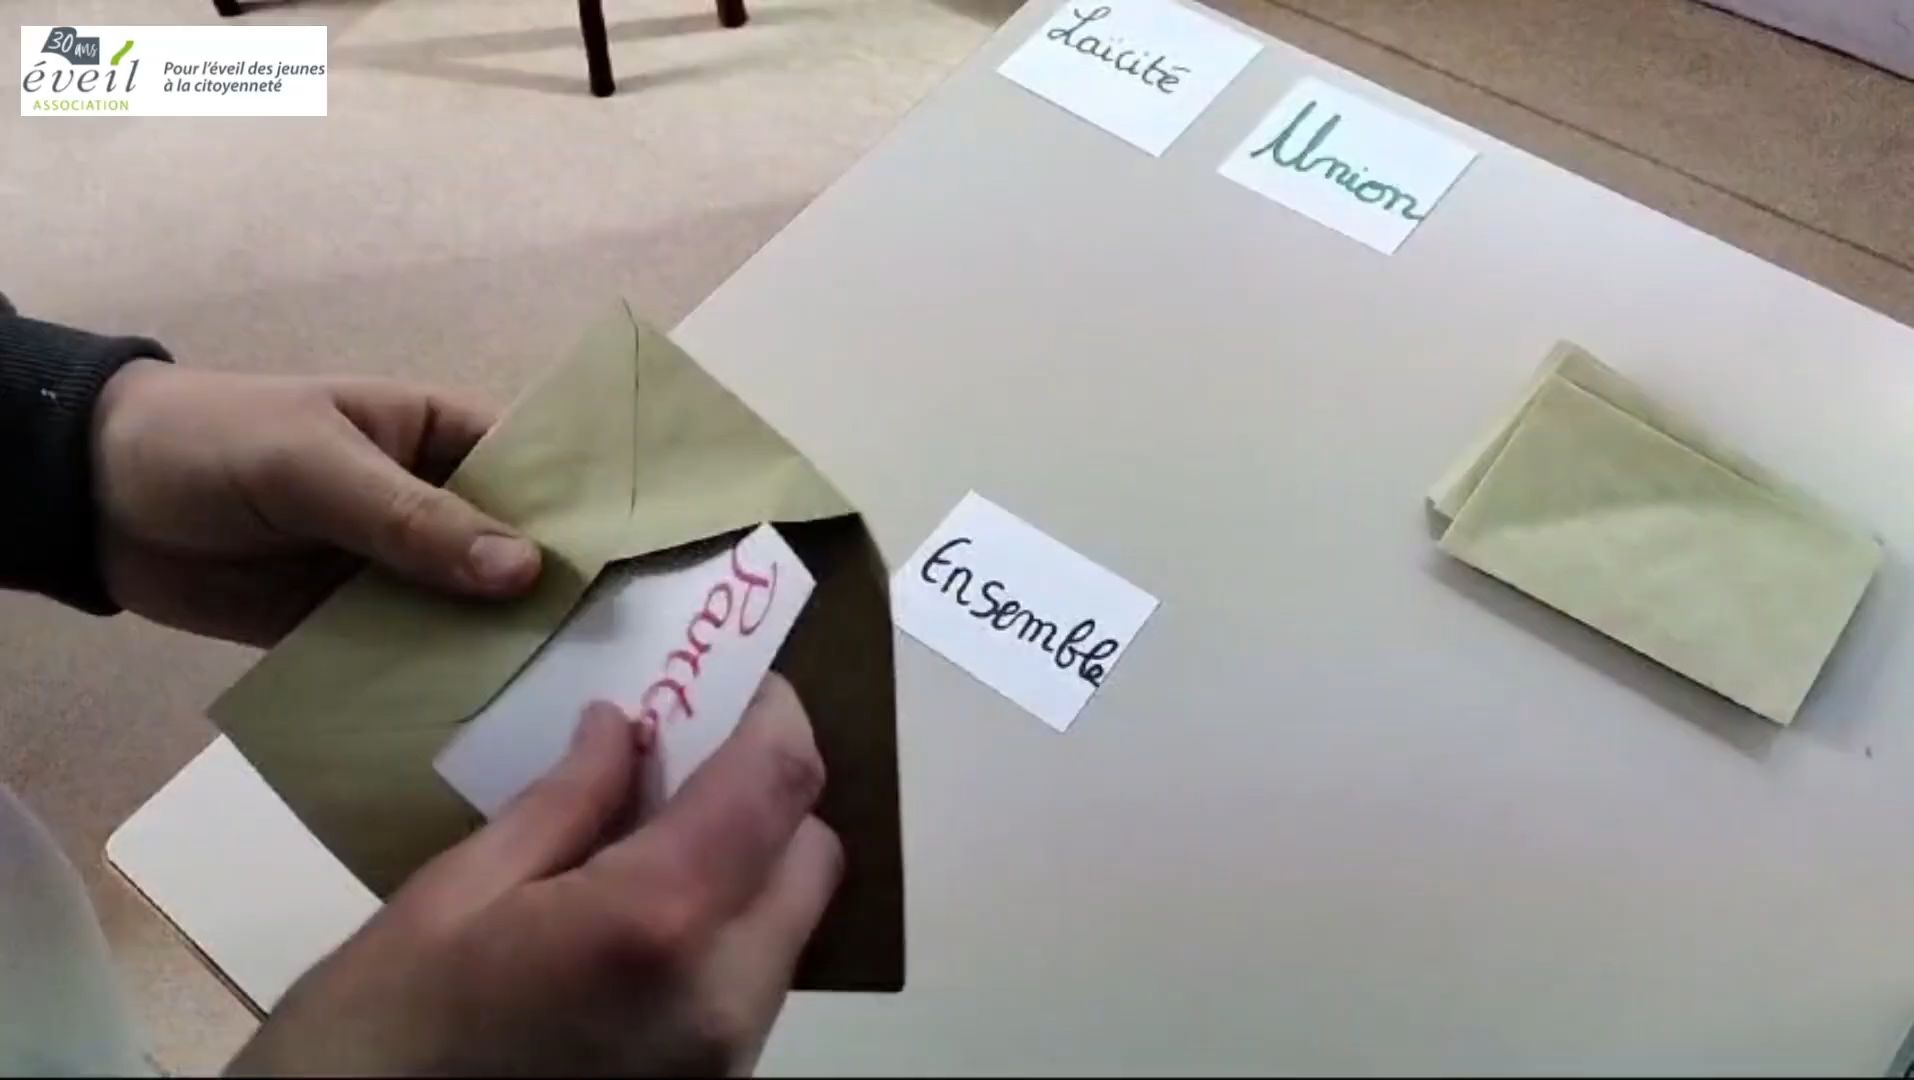 30 ans
éveil
ASSOCIATION
Pour l'éveil des jeunes
à la citoyenneté
Laïcité
Union
Ensemble